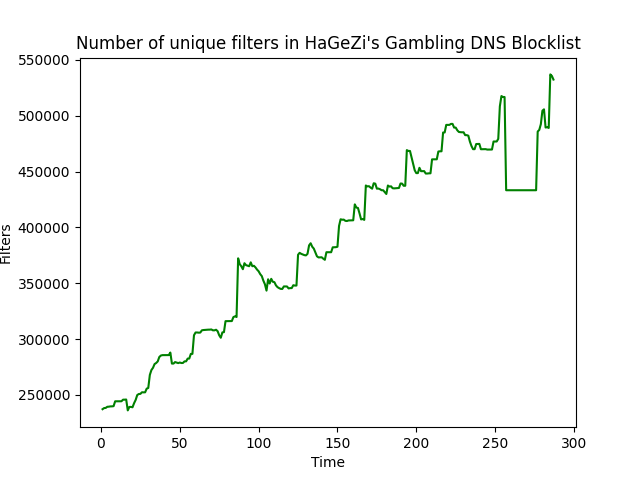 Number of unique filters in HaGeZi's Gambling DNS Blocklist
550000
500000
450000
400000
350000
300000
250000
Filters
0 50 100 150 200 250 300
Time